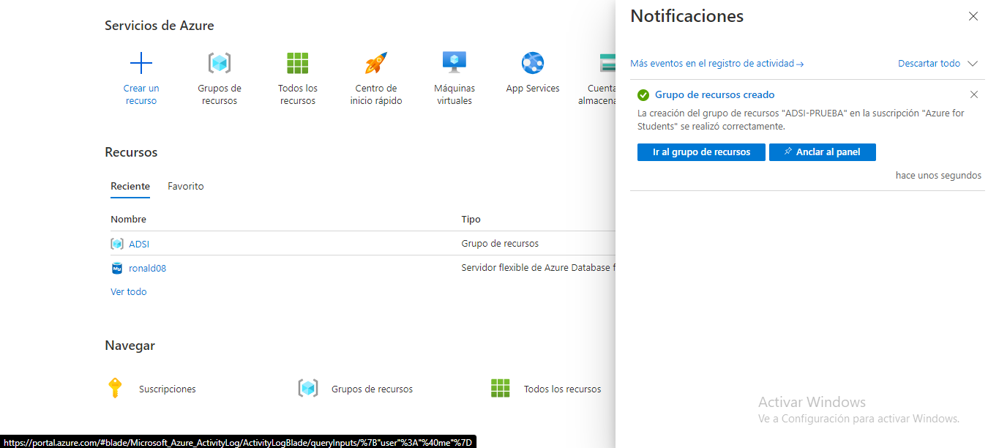 Servicios de Azure
Crear un
recurso
Grupos de
recursos
Todos los
recursos
Centro de
inicio rápido
Máquinas
virtuales
App Services
Recursos
Reciente
Favorito
Nombre
Tipo
ADSI
Grupo de recursos
ronald08
Servidor flexible de Azure Database f
Ver todo
Navegar
Suscripciones
Grupos de recursos
Todos los recursos
https://portal.azure.com/#blade/Microsoft_Azure_ActivityLog/ActivityLogBlade/queryInputs/%7B"user"%3A"%40me"%7D
Notificaciones
Más eventos en el registro de actividad→
Descartar todo
Grupo de recursos creado
La creación del grupo de recursos "ADSI-PRUEBA" en la suscripción "Azure for
Students" se realizó correctamente.
Ir al grupo de recursos
Anclar al panel
hace unos segundos
Activar Windows
Ve a Configuración para activar Windows.